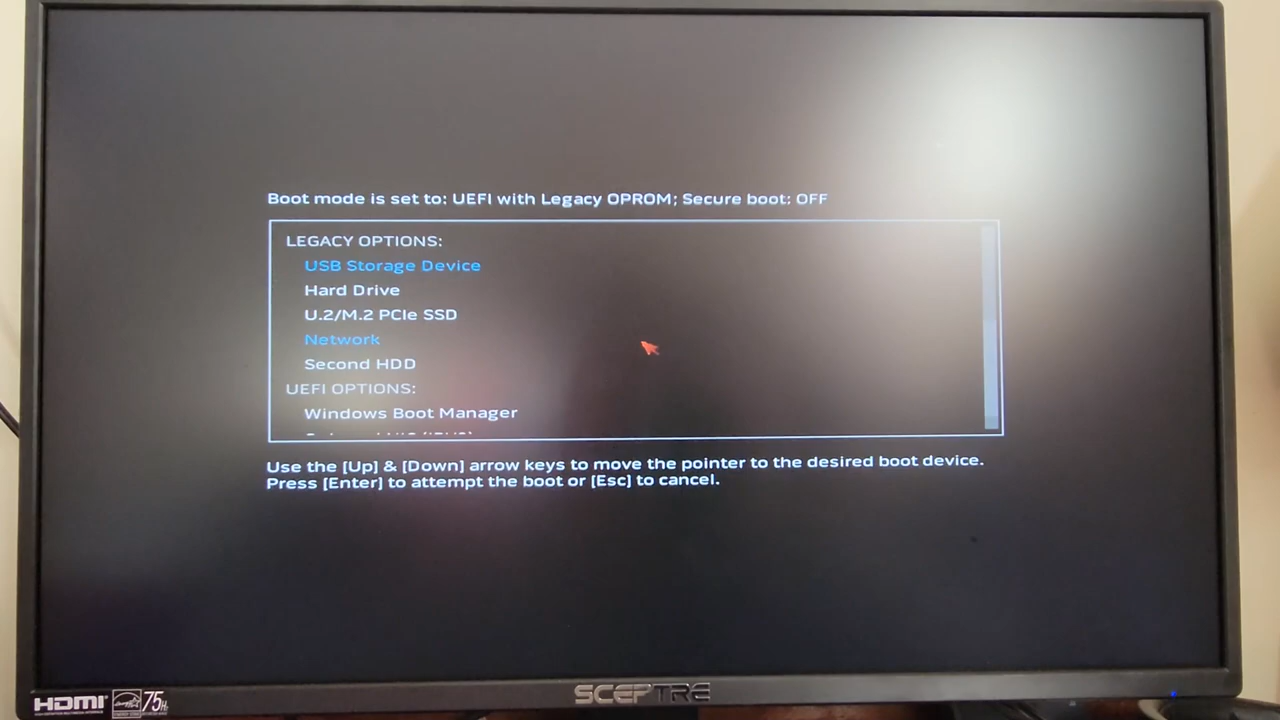 Boot mode is set to: UEFI with Legacy OPROM; Secure boot: OFF
LEGACY OPTIONS:
USB Storage Device
Hard Drive
U.2/M.2 PCIe SSD
Network
Second HDD
UEFI OPTIONS:
Windows Boot Manager
Use the [Up] & [Down] arrow keys to move the pointer to the desired boot device.
Press [Enter] to attempt the boot or [Esc] to cancel.
HDMI
75Hz
SCEPTRE